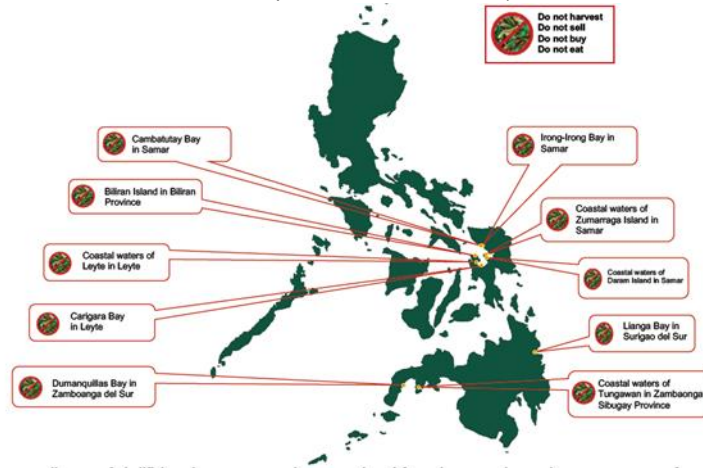 Do not harvest
Do not sell
Do not buy
Do not eat
Cambatutay Bay
in Samar
Irong-Irong Bay in
Samar
Biliran Island in Biliran
Province
Coastal waters of
Zumarraga Island in
Samar
Coastal waters of
Leyte in Leyte
Coastal waters of
Daram Island in Samar
Carigara Bay
in Leyte
Lianga Bay in
Surigao del Sur
Dumanquillas Bay in
Zamboanga del Sur
Coastal waters of
Tungawan in Zambaonga
Sibugay Province